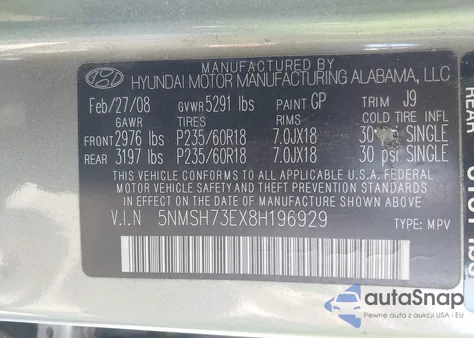 MANUFACTURED BY
HYUNDAI MOTOR MANUFACTURING ALABAMA, LLC
Feb/27/08 GVWR 5291 lbs PAINT GP TRIM J9
GAWR TIRES RIMS COLD TIRE INFL
FRONT 2976 lbs P235/60R18 7.0JX18 30 SINGLE
REAR 3197 lbs P235/60R18 7.0JX18 30 psi SINGLE
THIS VEHICLE CONFORMS TO ALL APPLICABLE U.S.A. FEDERAL
MOTOR VEHICLE SAFETY AND THEFT PREVENTION STANDARDS
IN EFFECT ON THE DATE OF MANUFACTURE SHOWN ABOVE.
V.I.N 5NMSH73EX8H196929 TYPE: MPV
REAR
autoSnap
Pewne auto z aukcji USA i EU